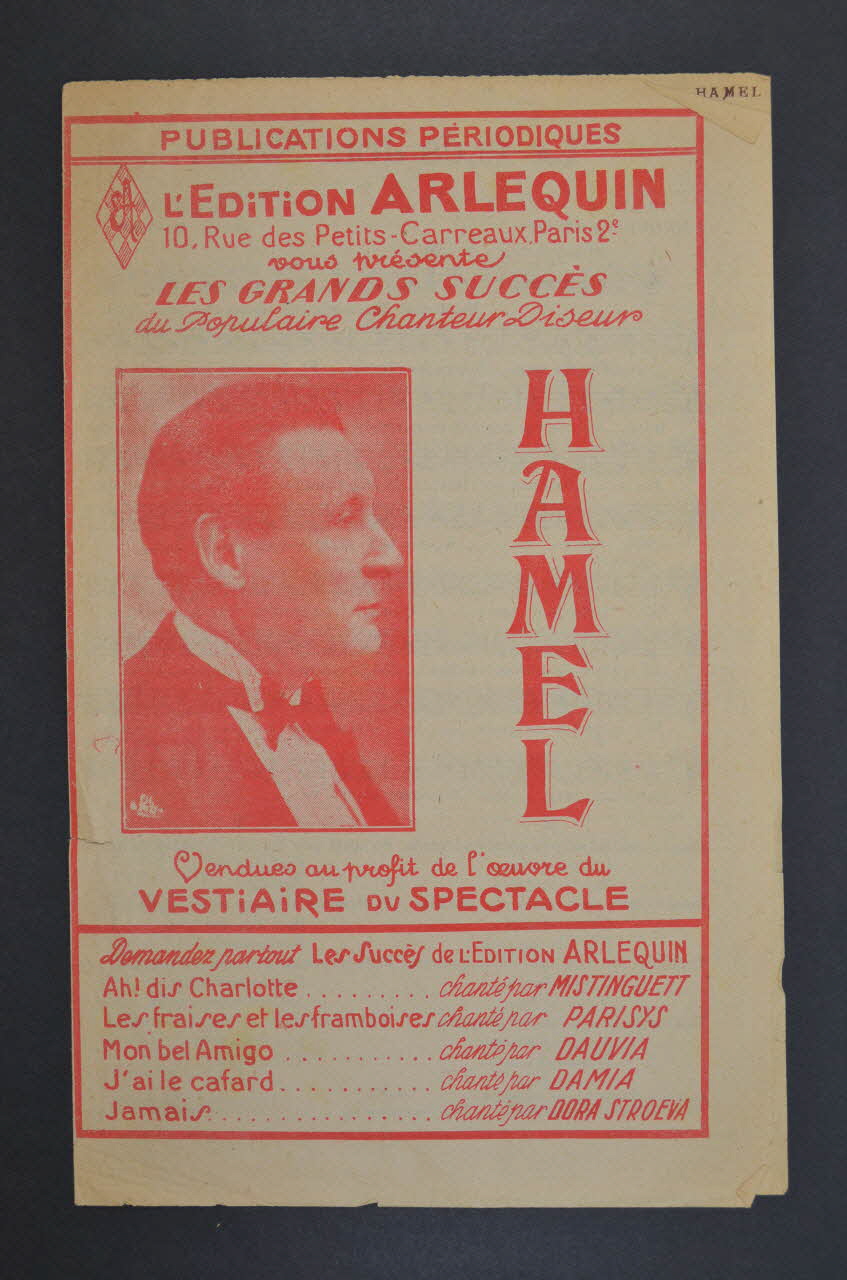 HAMEL
PUBLICATIONS PÉRIODIQUES
EA
L'EDITION ARLEQUIN
10, Rue des Petits-Carreaux, Paris 2e
vous présente
LES GRANDS SUCCÈS
du Populaire Chanteur Diseur
HAMEL
Vendues au profit de l'œuvre du
VESTIAIRE DU SPECTACLE
Demandez partout Les Succès de L'EDITION ARLEQUIN
Ah! dis Charlotte . . . . . . . . . chanté par MISTINGUETT
Les fraises et les framboises chanté par PARISYS
Mon bel Amigo . . . . . . . . . . . chanté par DAUVIA
J'ai le cafard . . . . . . . . . . . chanté par DAMIA
Jamais . . . . . . . . . . . . . . . . chanté par DORA STROEVA